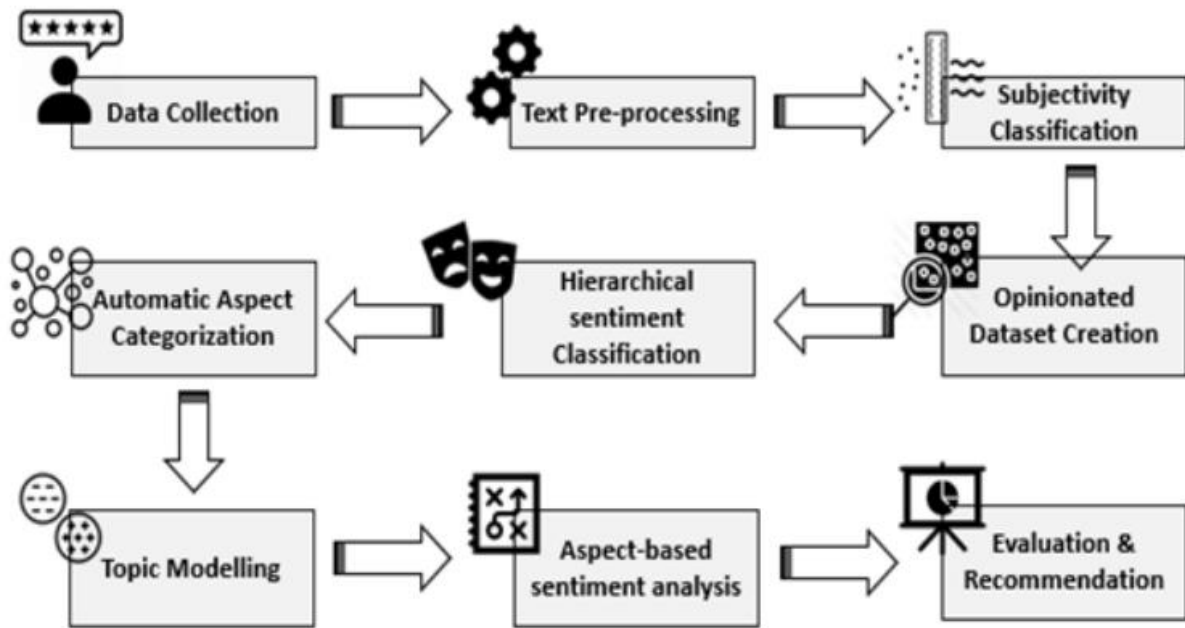 Data Collection
Text Pre-processing
Subjectivity
Classification
Opinionated
Dataset Creation
Hierarchical
sentiment
Classification
Automatic Aspect
Categorization
Topic Modelling
Aspect-based
sentiment analysis
Evaluation &
Recommendation